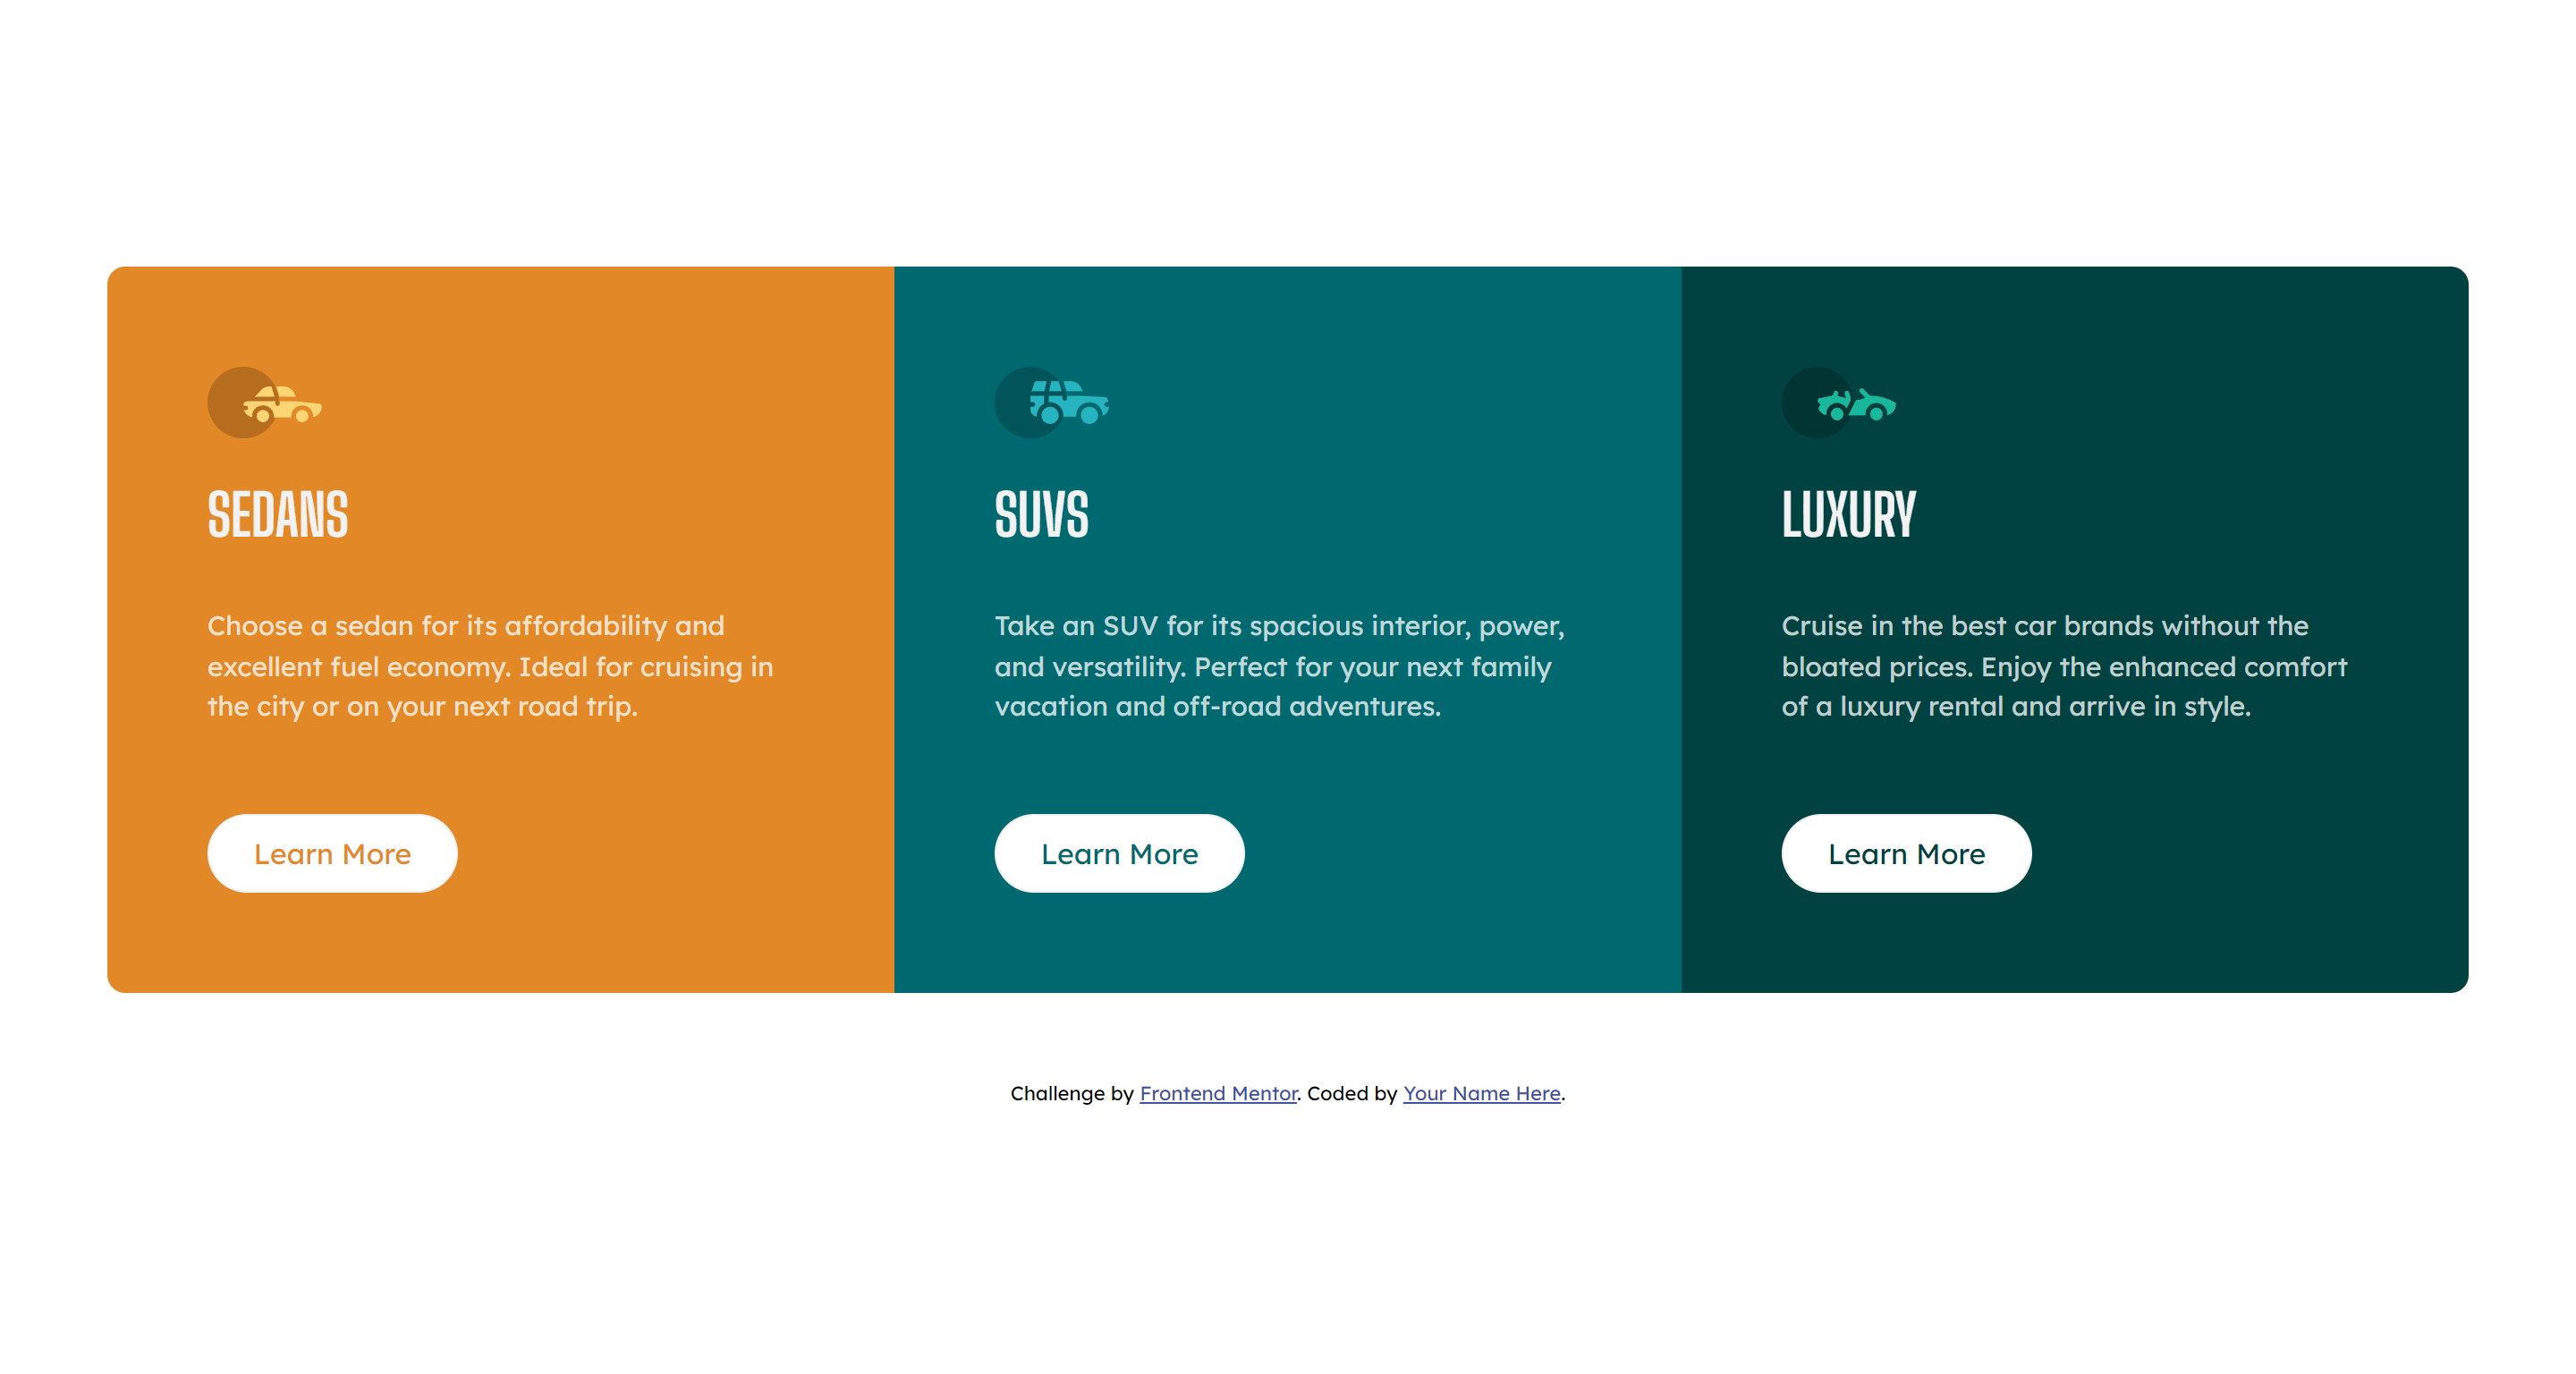 SEDANS
Choose a sedan for its affordability and
excellent fuel economy. Ideal for cruising in
the city or on your next road trip.
Learn More
SUVS
Take an SUV for its spacious interior, power,
and versatility. Perfect for your next family
vacation and off-road adventures.
Learn More
LUXURY
Cruise in the best car brands without the
bloated prices. Enjoy the enhanced comfort
of a luxury rental and arrive in style.
Learn More
Challenge by Frontend Mentor. Coded by Your Name Here.